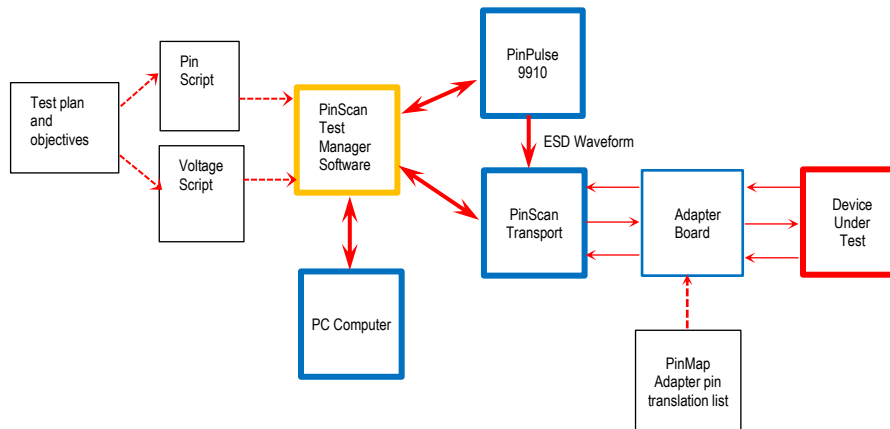 Test plan
and
objectives
Pin
Script
Voltage
Script
PinScan
Test
Manager
Software
PC Computer
PinPulse
9910
ESD Waveform
PinScan
Transport
Adapter
Board
Device
Under
Test
PinMap
Adapter pin
translation list